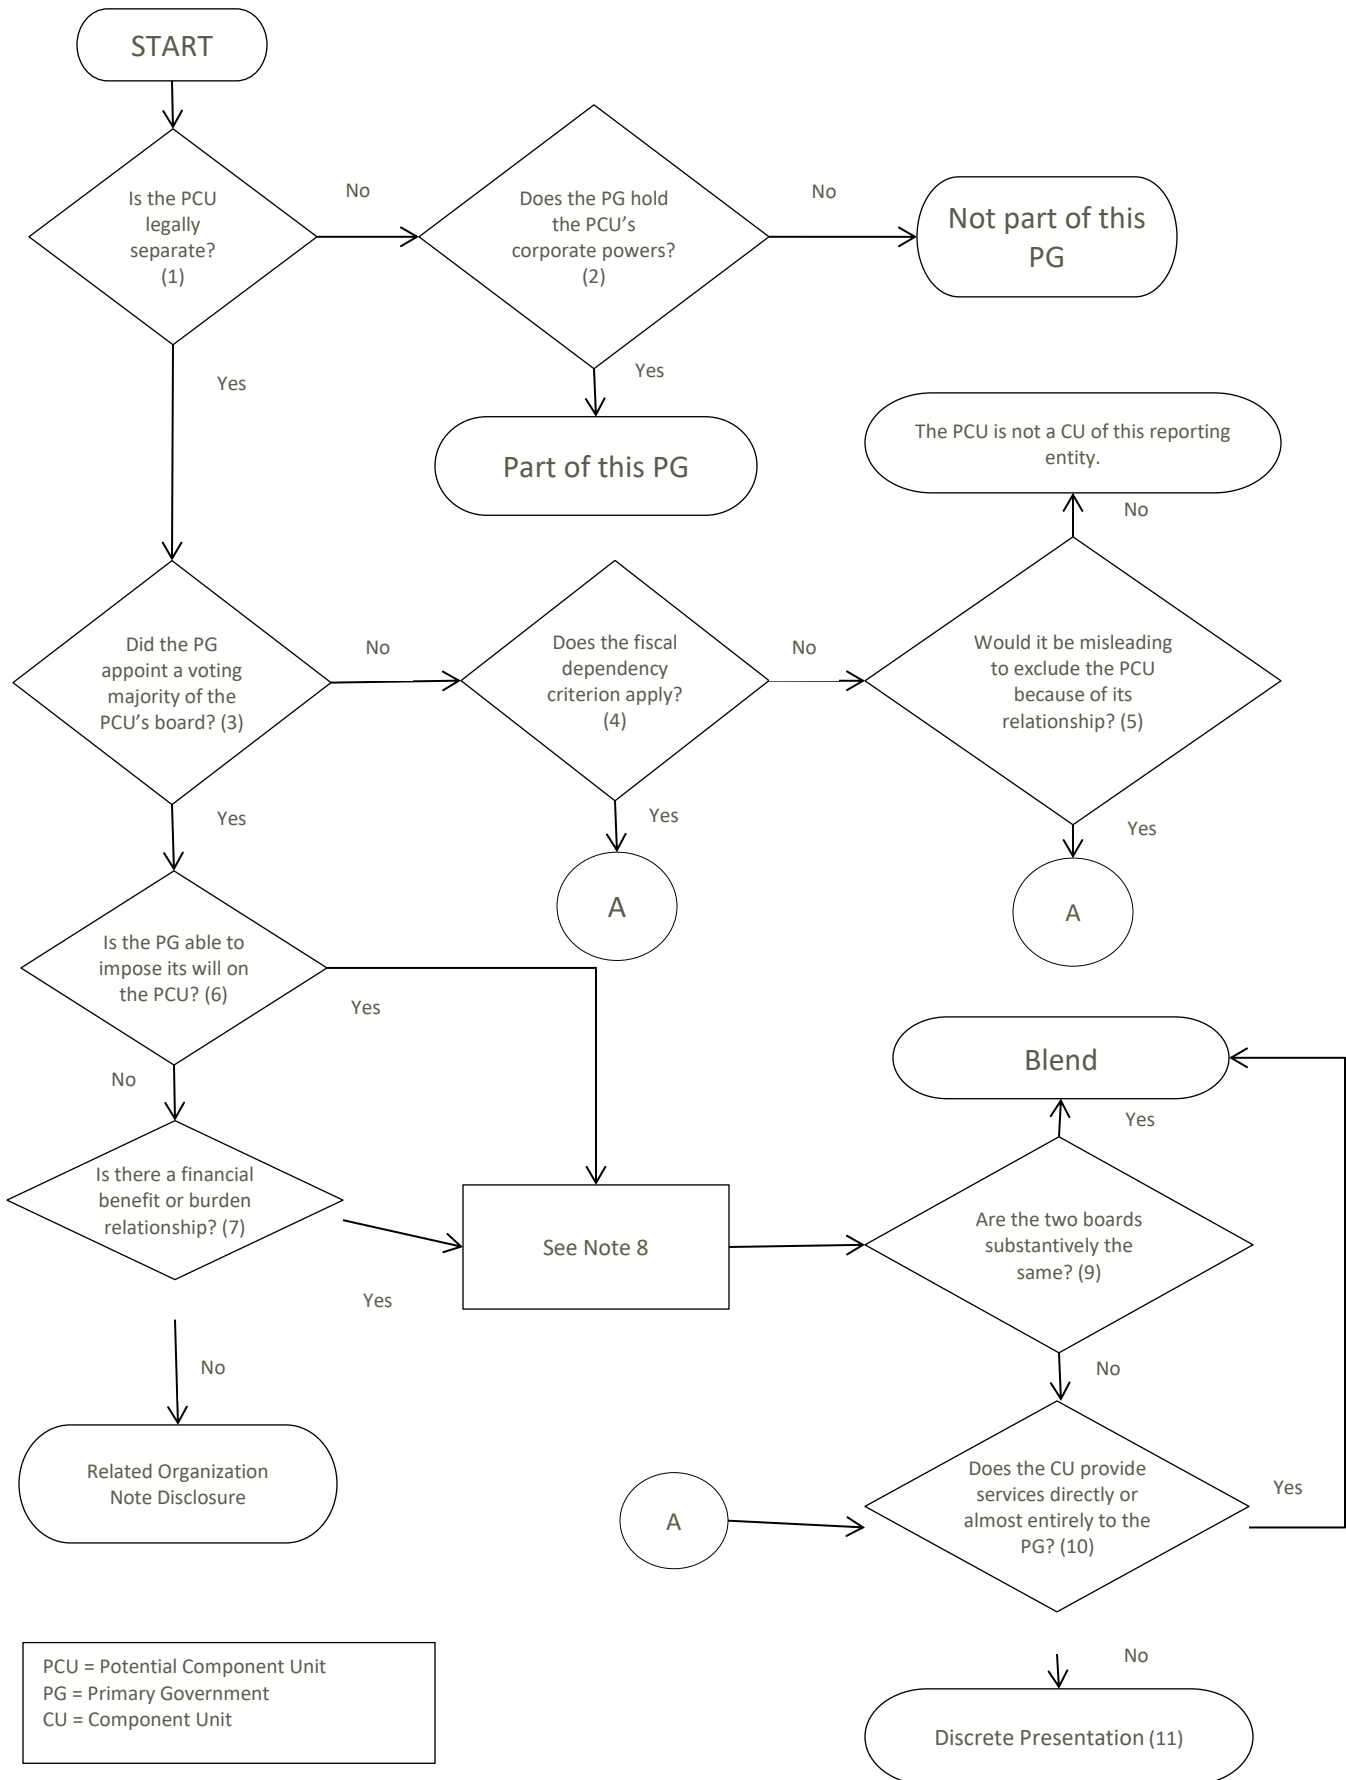 START
Is the PCU
legally
separate?
(1)
No
Does the PG hold
the PCU's
corporate powers?
(2)
No
Not part of this
PG
Yes
Yes
Part of this PG
The PCU is not a CU of this reporting
entity.
No
Did the PG
appoint a voting
majority of the
PCU's board? (3)
No
Does the fiscal
dependency
criterion apply?
(4)
No
Would it be misleading
to exclude the PCU
because of its
relationship? (5)
Yes
Yes
Yes
A
A
Is the PG able to
impose its will on
the PCU? (6)
Yes
No
Blend
Yes
Is there a financial
benefit or burden
relationship? (7)
Yes
See Note 8
Are the two boards
substantively the
same? (9)
No
No
Related Organization
Note Disclosure
A
Does the CU provide
services directly or
almost entirely to the
PG? (10)
Yes
No
PCU = Potential Component Unit
PG = Primary Government
CU = Component Unit
Discrete Presentation (11)